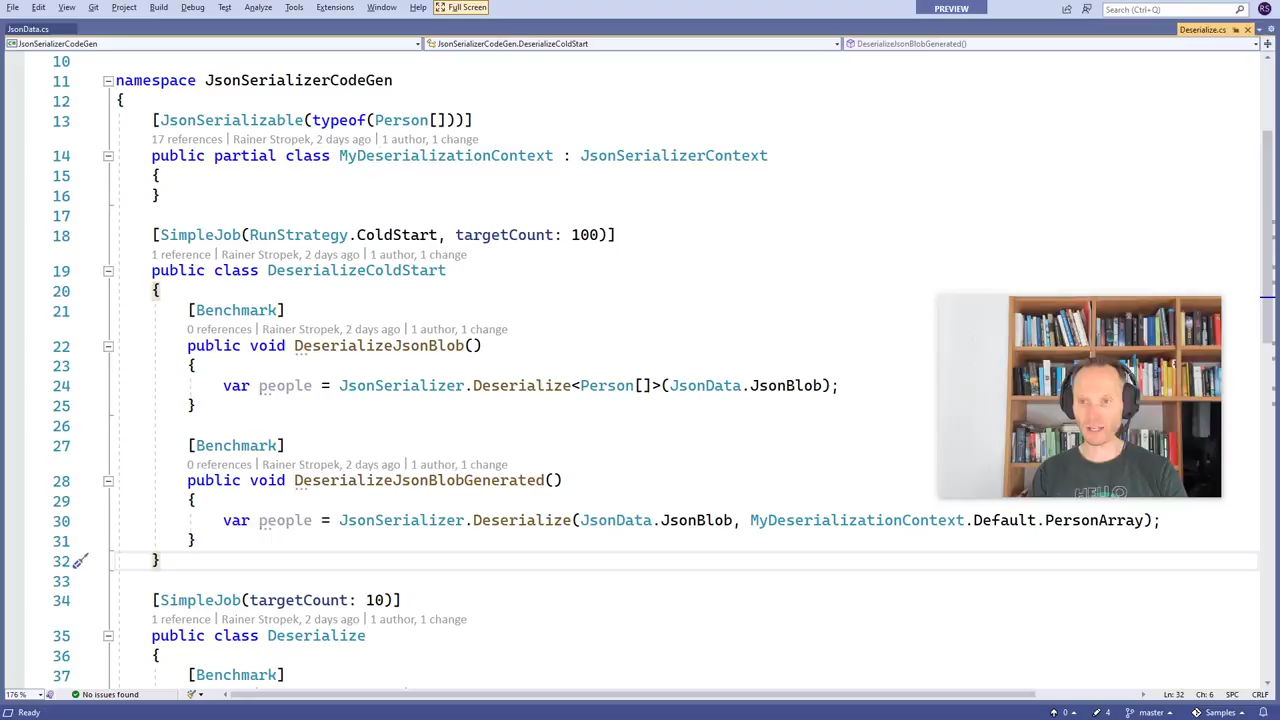 File Edit View Git Project Build Debug Test Analyze Tools Extensions Window Help Full Screen PREVIEW Search (Ctrl+Q) RS
JsonData.cs Deserialize.cs
JsonSerializerCodeGen JsonSerializerCodeGen.DeserializeColdStart DeserializeJsonBlobGenerated()
10
11 namespace JsonSerializerCodeGen
12 {
13 [JsonSerializable(typeof(Person[]))]
17 references | Rainer Stropek, 2 days ago | 1 author, 1 change
14 public partial class MyDeserializationContext : JsonSerializerContext
15 {
16 }
17
18 [SimpleJob(RunStrategy.ColdStart, targetCount: 100)]
1 reference | Rainer Stropek, 2 days ago | 1 author, 1 change
19 public class DeserializeColdStart
20 {
21 [Benchmark]
0 references | Rainer Stropek, 2 days ago | 1 author, 1 change
22 public void DeserializeJsonBlob()
23 {
24 var people = JsonSerializer.Deserialize<Person[]>(JsonData.JsonBlob);
25 }
26
27 [Benchmark]
0 references | Rainer Stropek, 2 days ago | 1 author, 1 change
28 public void DeserializeJsonBlobGenerated()
29 {
30 var people = JsonSerializer.Deserialize(JsonData.JsonBlob, MyDeserializationContext.Default.PersonArray);
31 }
32 }
33
34 [SimpleJob(targetCount: 10)]
1 reference | Rainer Stropek, 2 days ago | 1 author, 1 change
35 public class Deserialize
36 {
37 [Benchmark]
HELLO
176 % No issues found Ln: 32 Ch: 6 SPC CRLF
Ready 0 4 master Samples